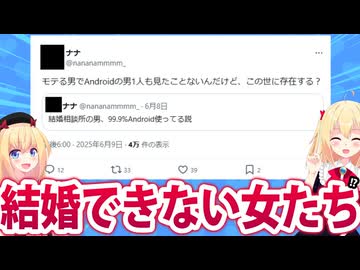 ナナ
@nananammmm_
モテる男でAndroidの男1人も見たことないんだけど、この世に存在する？
ナナ @nananammmm_・6月8日
結婚相談所の男、99.9%Android使ってる説
後6:00・2025年6月9日・4万 件の表示
12
33
39
結婚できない女たち
!?